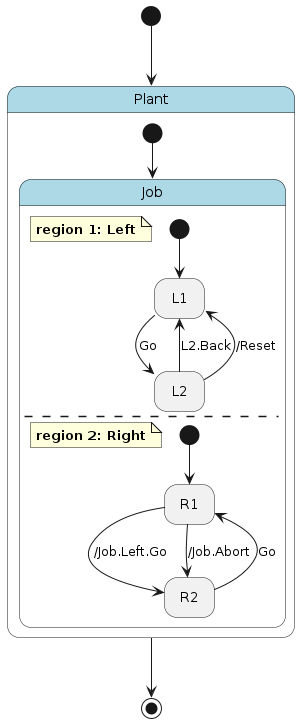 Plant
Job
region 1: Left
L1
Go
L2.Back
/Reset
L2
region 2: Right
R1
/Job.Left.Go
/Job.Abort
Go
R2